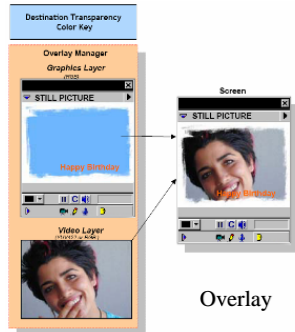 Destination Transparency
Color Key
Overlay Manager
Graphics Layer
STILL PICTURE
Happy Birthday
Video Layer
Screen
STILL PICTURE
Happy Birthday
Overlay